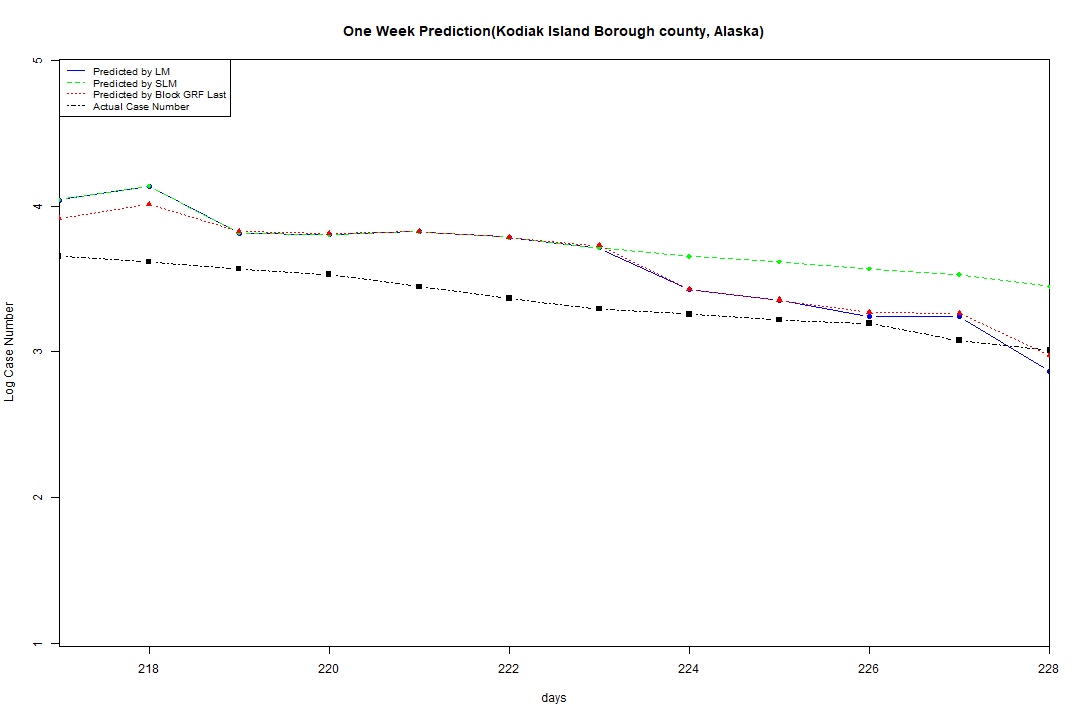 One Week Prediction(Kodiak Island Borough county, Alaska)
Predicted by LM
Predicted by SLM
Predicted by Block GRF Last
Actual Case Number
5
4
3
2
1
Log Case Number
218 220 222 224 226 228
days